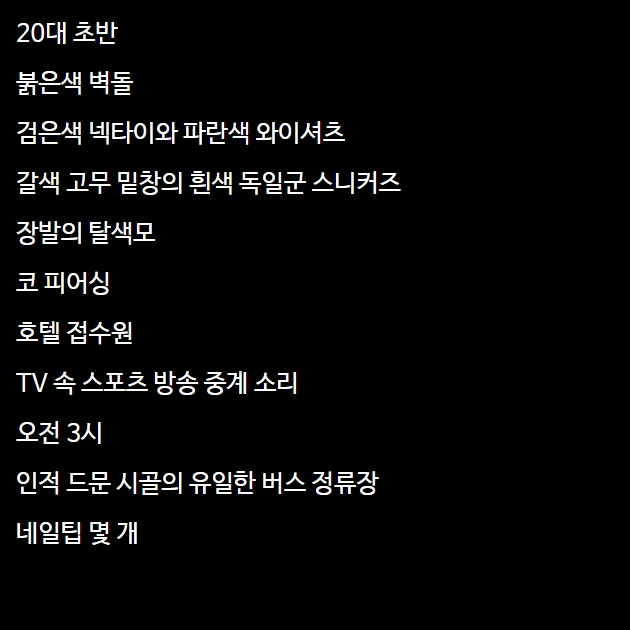 20대 초반
붉은색 벽돌
검은색 넥타이와 파란색 와이셔츠
갈색 고무 밑창의 흰색 독일군 스니커즈
장발의 탈색모
코 피어싱
호텔 접수원
TV 속 스포츠 방송 중계 소리
오전 3시
인적 드문 시골의 유일한 버스 정류장
네일팁 몇 개